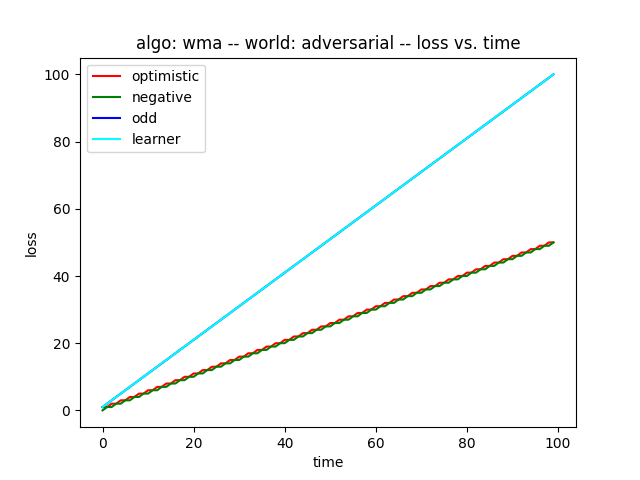 algo: wma -- world: adversarial -- loss vs. time
optimistic
negative
odd
learner
100
80
60
40
20
0
loss
0 20 40 60 80 100
time